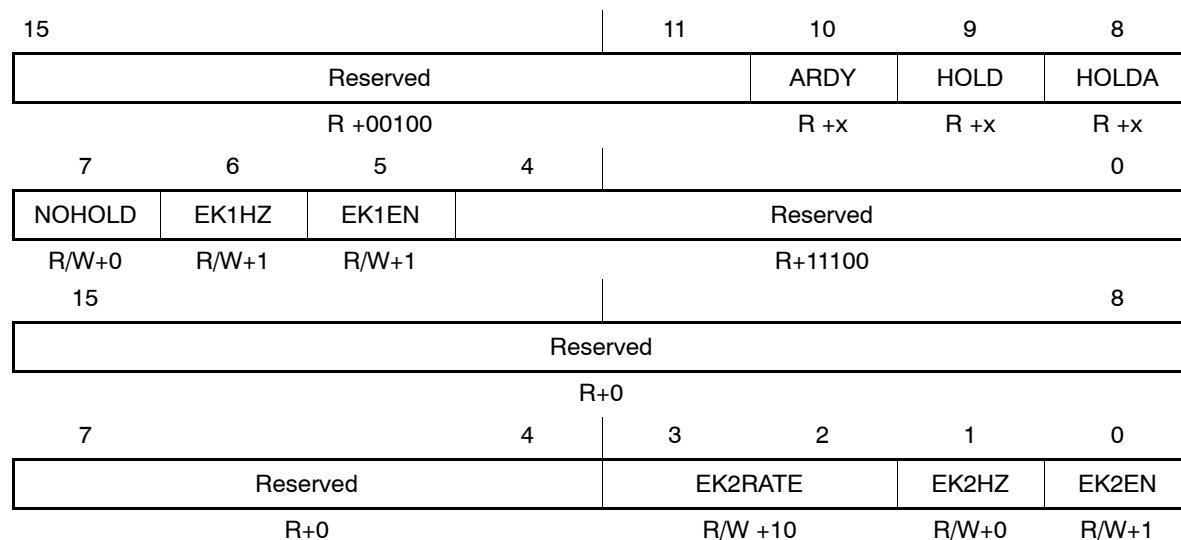 15 11 10 9 8
Reserved ARDY HOLD HOLDA
R +00100 R +x R +x R +x
7 6 5 4 0
NOHOLD EK1HZ EK1EN Reserved
R/W+0 R/W+1 R/W+1 R+11100
15 8
Reserved
R+0
7 4 3 2 1 0
Reserved EK2RATE EK2HZ EK2EN
R+0 R/W +10 R/W+0 R/W+1